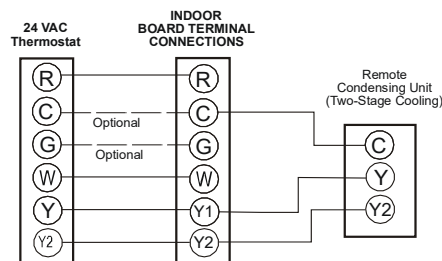 24 VAC
Thermostat
INDOOR
BOARD TERMINAL
CONNECTIONS
Remote
Condensing Unit
(Two-Stage Cooling)
R
R
C
Optional
C
C
G
Optional
G
Y
W
W
Y
Y1
Y2
Y2
Y2